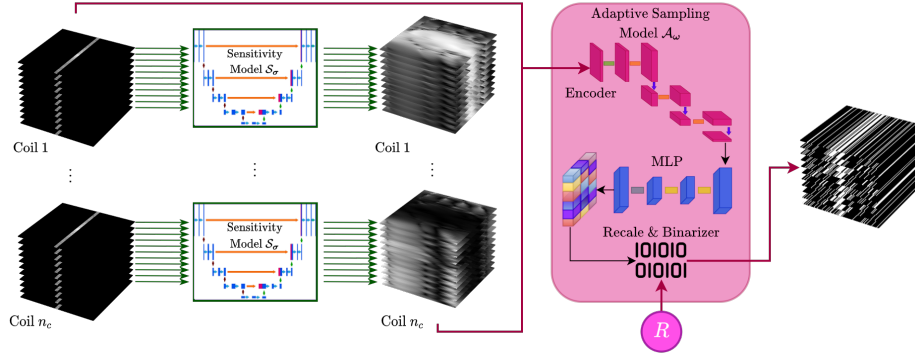 Adaptive Sampling
Model 𝒜_ω
Sensitivity
Model 𝒮_σ
Encoder
Coil 1
Coil 1
MLP
Sensitivity
Model 𝒮_σ
Recale & Binarizer
101010
010101
Coil n_c
Coil n_c
R